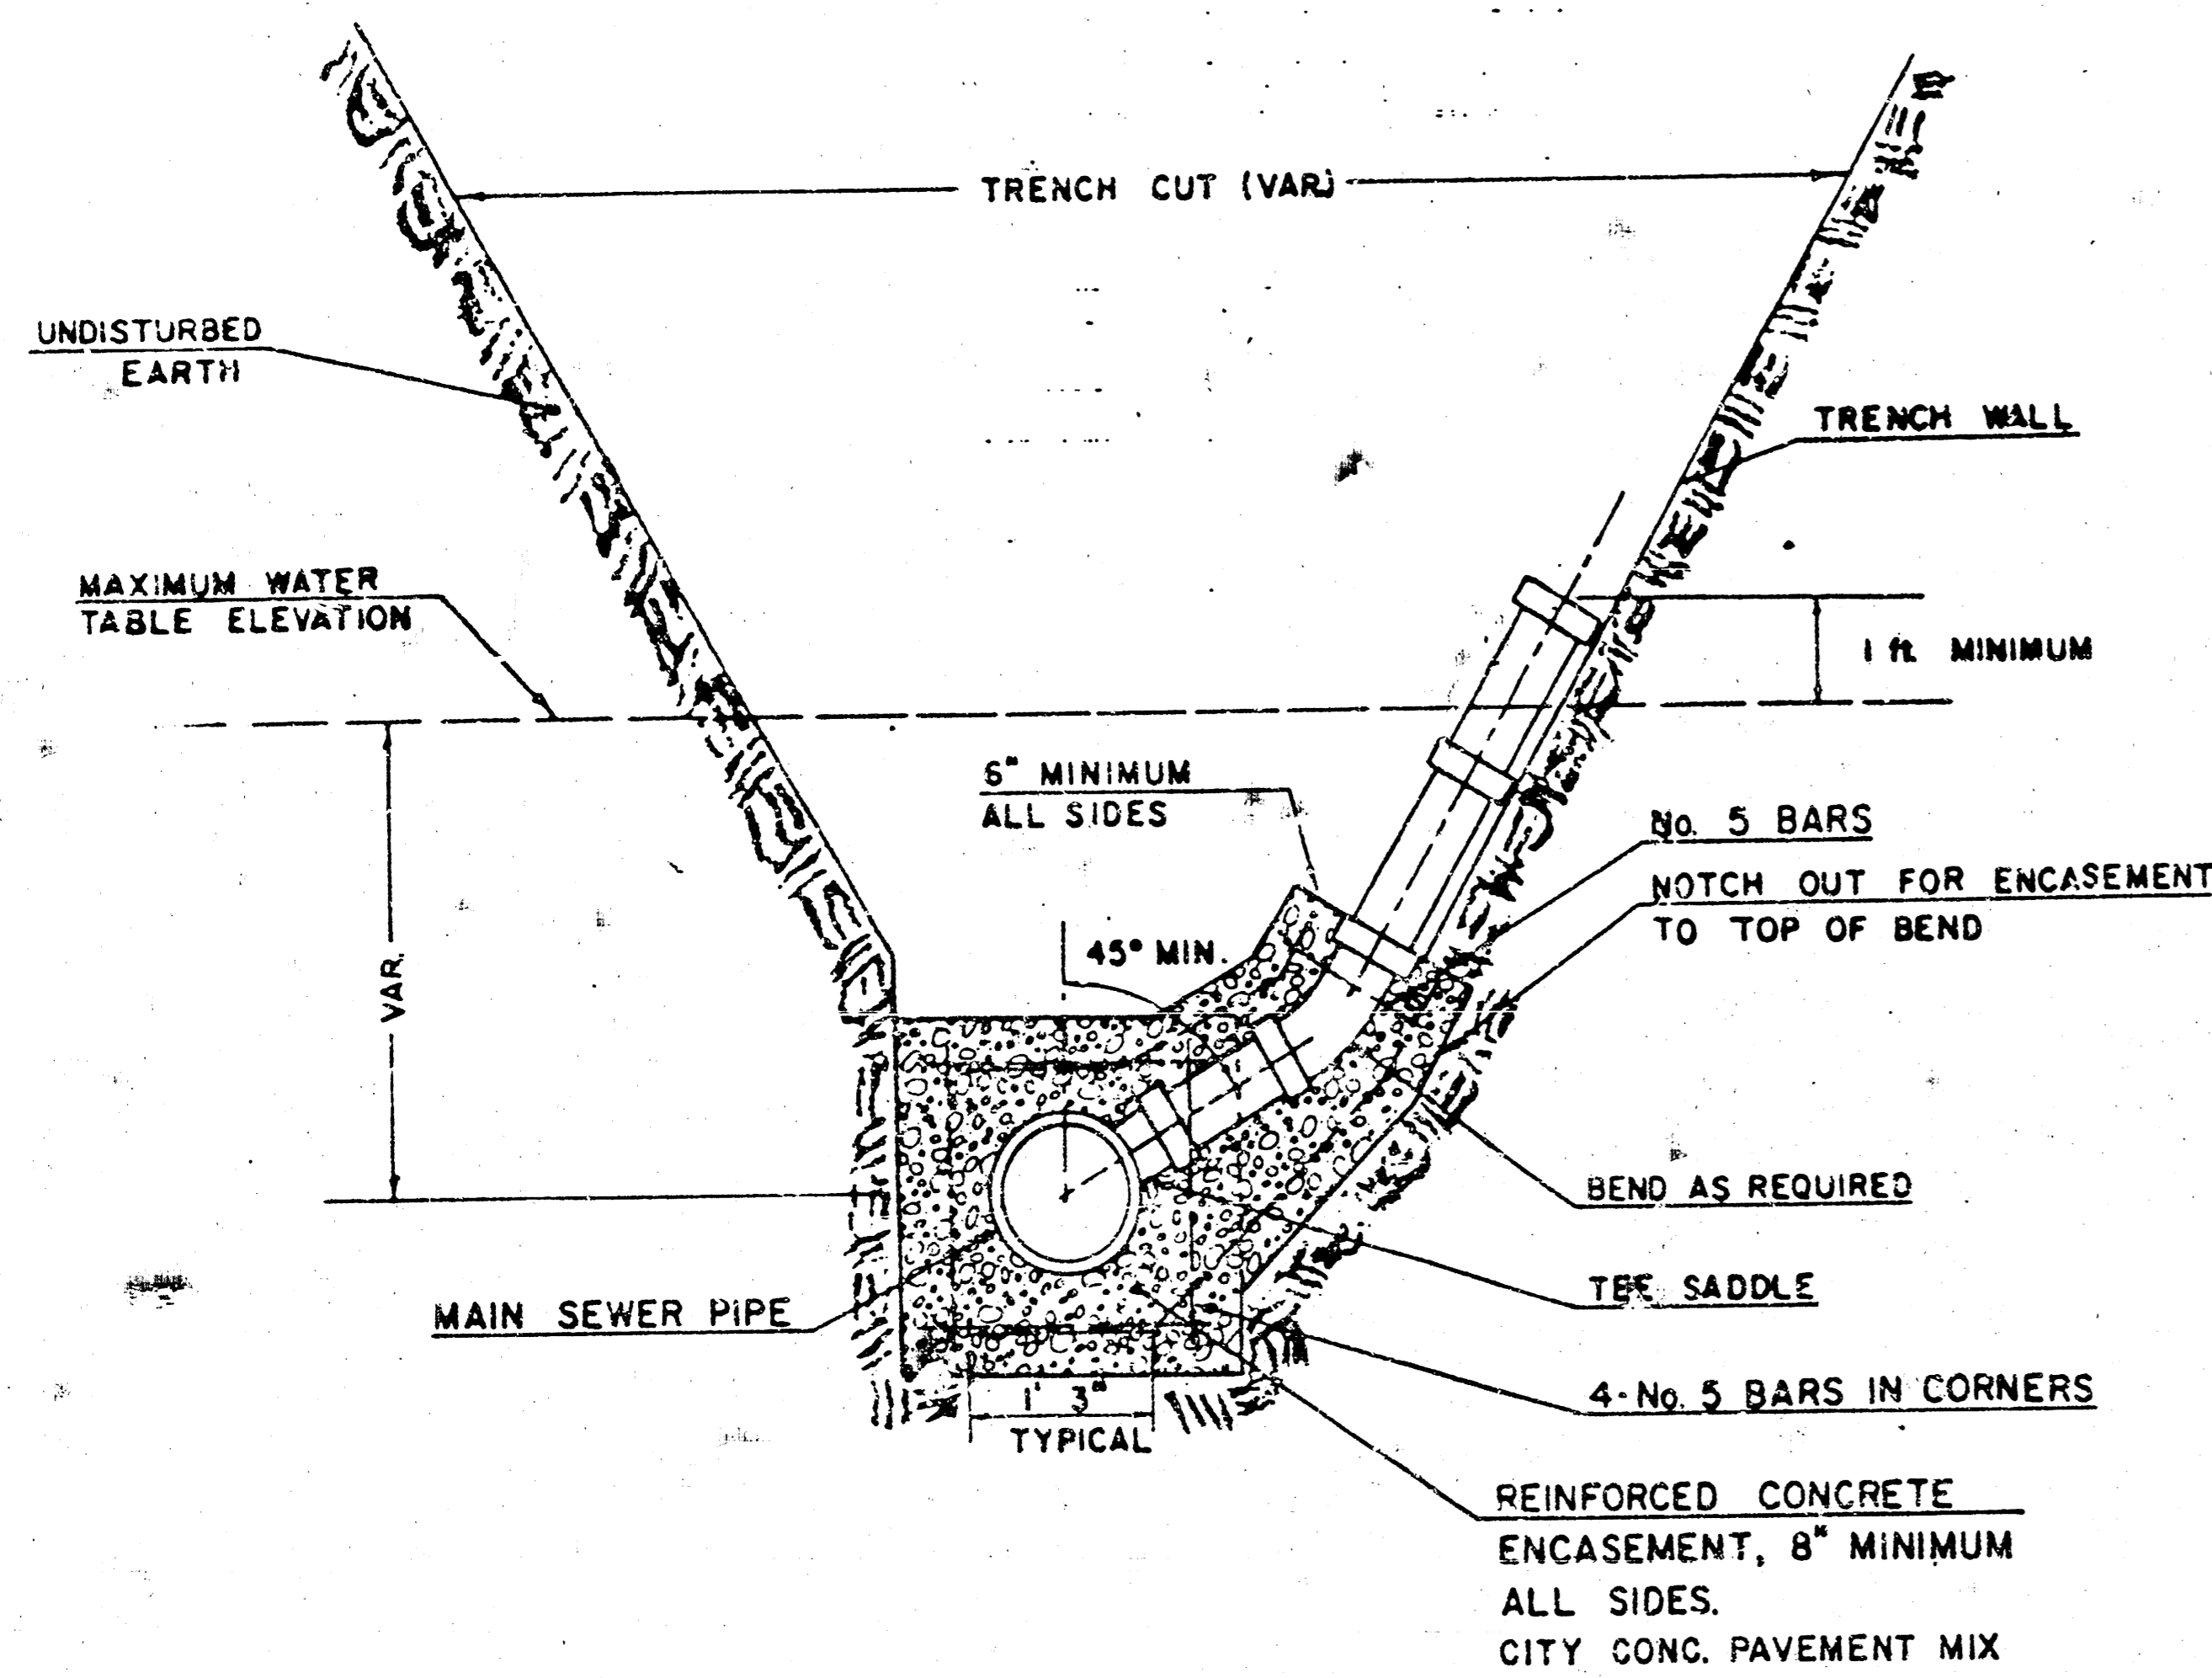 TRENCH CUT (VAR)
UNDISTURBED
EARTH
TRENCH WALL
MAXIMUM WATER
TABLE ELEVATION
1 ft. MINIMUM
6" MINIMUM
ALL SIDES
No. 5 BARS
NOTCH OUT FOR ENCASEMENT
TO TOP OF BEND
45° MIN.
VAR.
BEND AS REQUIRED
TEE SADDLE
MAIN SEWER PIPE
4-No. 5 BARS IN CORNERS
1' 3"
TYPICAL
REINFORCED CONCRETE
ENCASEMENT, 8" MINIMUM
ALL SIDES.
CITY CONC. PAVEMENT MIX